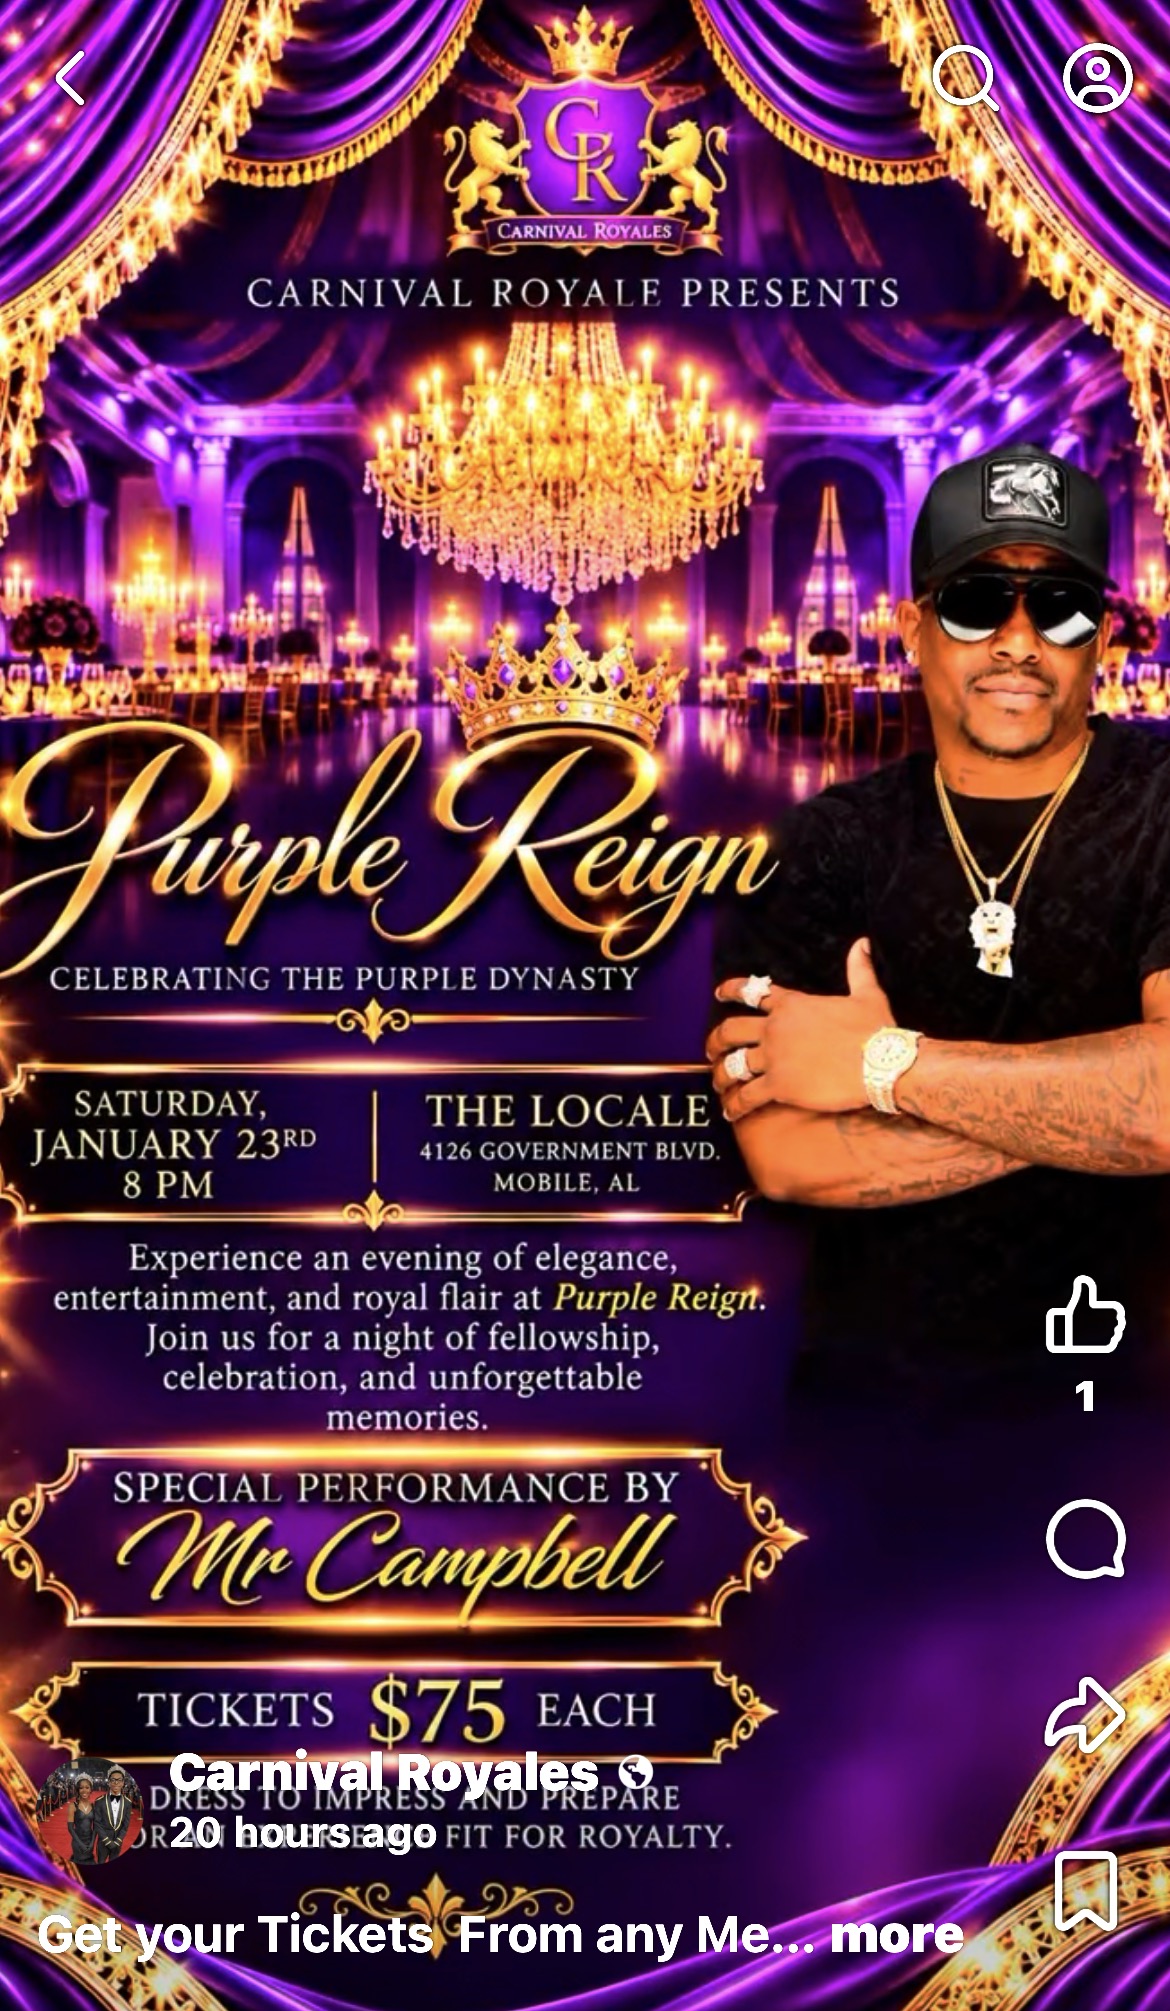 CR
CARNIVAL ROYALES
CARNIVAL ROYALE PRESENTS
Purple Reign
CELEBRATING THE PURPLE DYNASTY
SATURDAY,
JANUARY 23RD
8 PM
THE LOCALE
4126 GOVERNMENT BLVD.
MOBILE, AL
Experience an evening of elegance,
entertainment, and royal flair at Purple Reign.
Join us for a night of fellowship,
celebration, and unforgettable
memories.
SPECIAL PERFORMANCE BY
Mr Campbell
TICKETS $75 EACH
Carnival Royales
DRESS TO IMPRESS AND PREPARE
20 hours ago
FIT FOR ROYALTY.
Get your Tickets From any Me... more
1